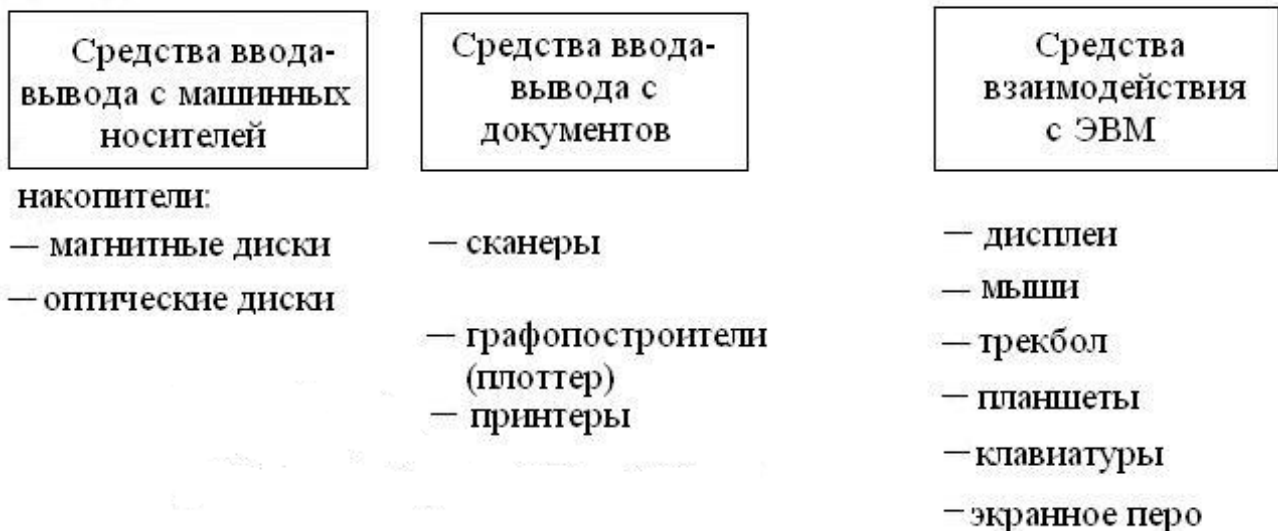 Средства ввода-
вывода с машинных
носителей
накопители:
— магнитные диски
— оптические диски
Средства ввода-
вывода с
документов
— сканеры
— графопостроители
(плоттер)
— принтеры
Средства
взаимодействия
с ЭВМ
— дисплеи
— мыши
— трекбол
— планшеты
— клавиатуры
— экранное перо